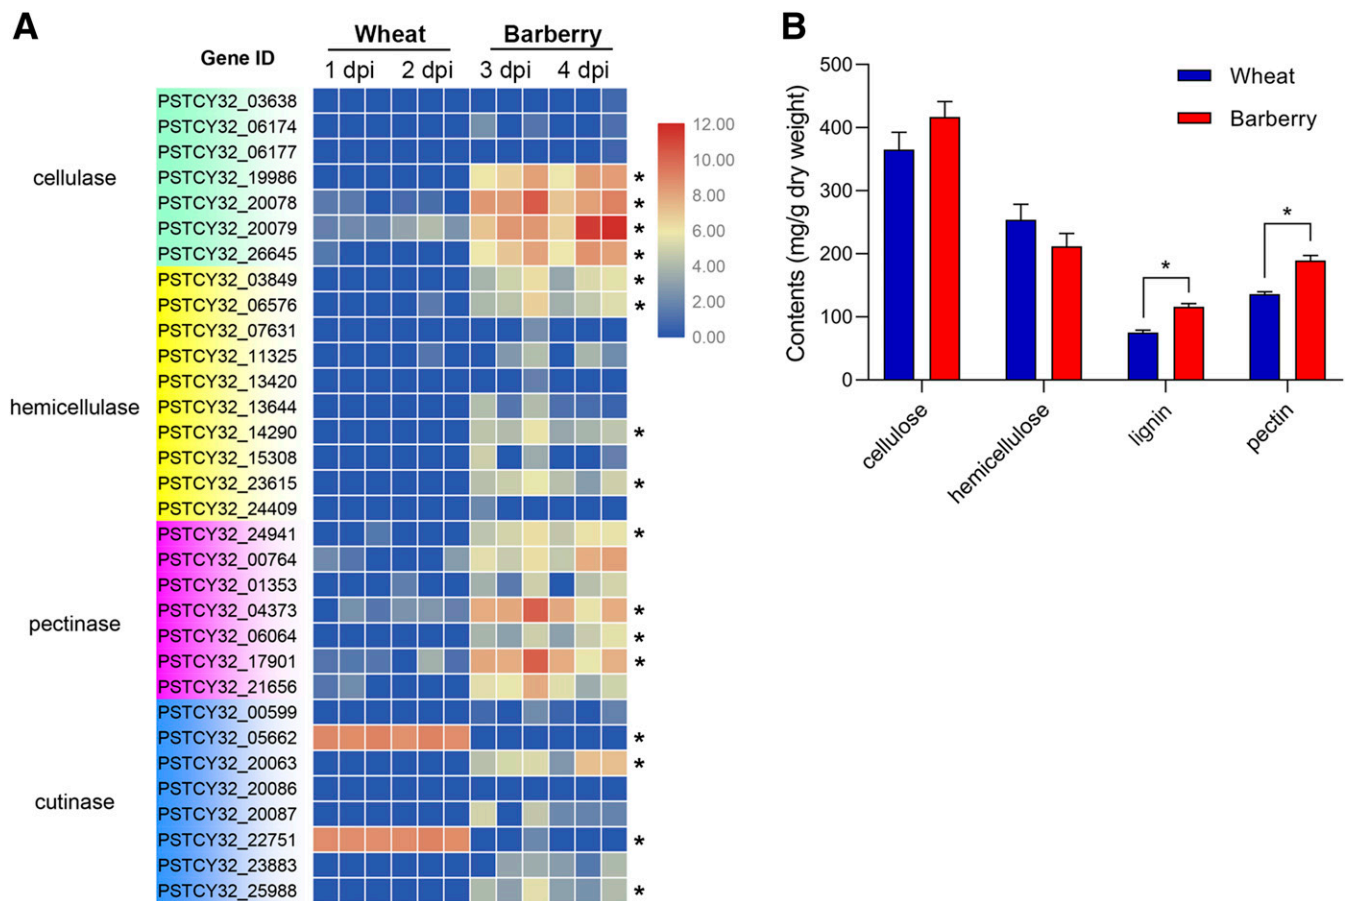 A
Gene ID
Wheat
Barberry
1 dpi 2 dpi 3 dpi 4 dpi
cellulase
PSTCY32_03638
PSTCY32_06174
PSTCY32_06177
PSTCY32_19986 *
PSTCY32_20078 *
PSTCY32_20079 *
PSTCY32_26645 *
hemicellulase
PSTCY32_03849 *
PSTCY32_06576 *
PSTCY32_07631
PSTCY32_11325
PSTCY32_13420
PSTCY32_13644
PSTCY32_14290 *
PSTCY32_15308
PSTCY32_23615 *
PSTCY32_24409
pectinase
PSTCY32_24941 *
PSTCY32_00764
PSTCY32_01353
PSTCY32_04373 *
PSTCY32_06064 *
PSTCY32_17901 *
PSTCY32_21656
cutinase
PSTCY32_00599
PSTCY32_05662 *
PSTCY32_20063 *
PSTCY32_20086
PSTCY32_20087
PSTCY32_22751 *
PSTCY32_23883
PSTCY32_25988 *
12.00
10.00
8.00
6.00
4.00
2.00
0.00
B
Contents (mg/g dry weight)
500
400
300
200
100
0
Wheat
Barberry
*
*
cellulose
hemicellulose
lignin
pectin